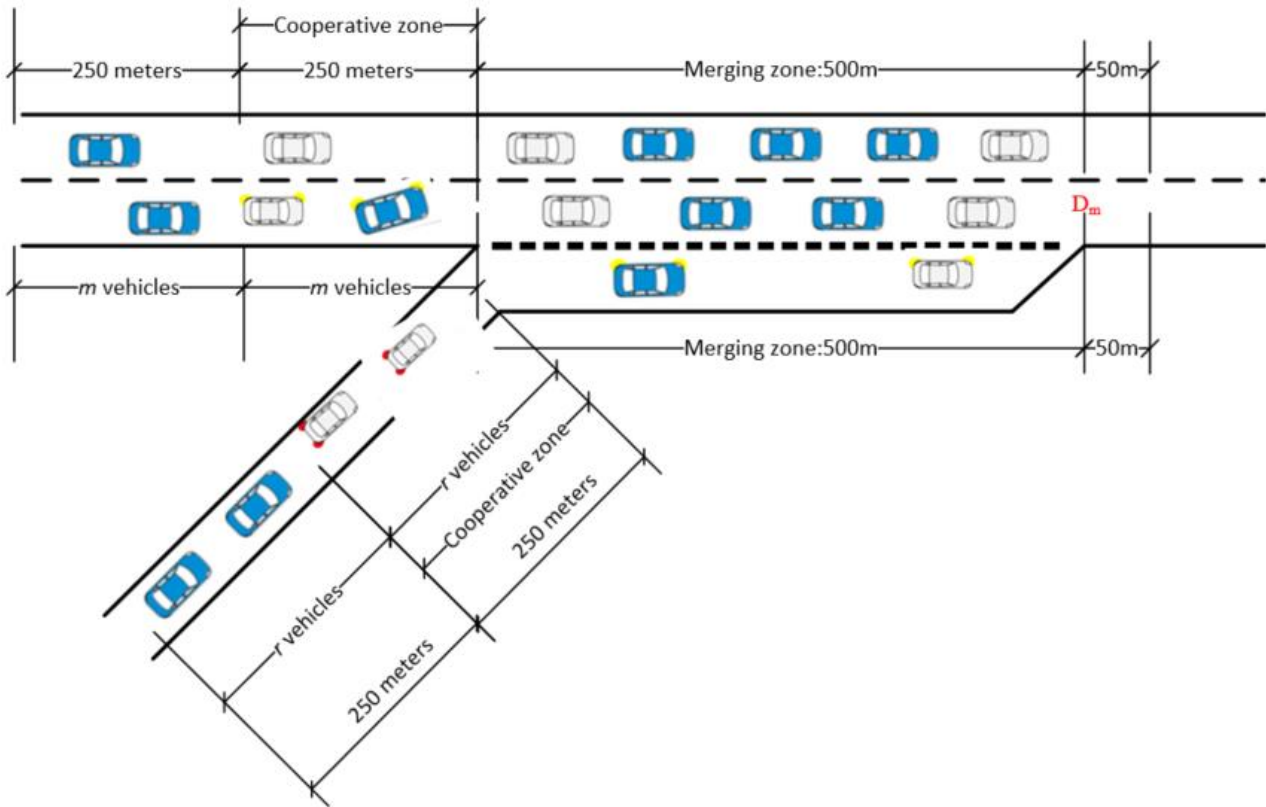 Cooperative zone
250 meters
250 meters
Merging zone:500m
50m
Dm
m vehicles
m vehicles
Merging zone:500m
50m
r vehicles
Cooperative zone
250 meters
r vehicles
250 meters